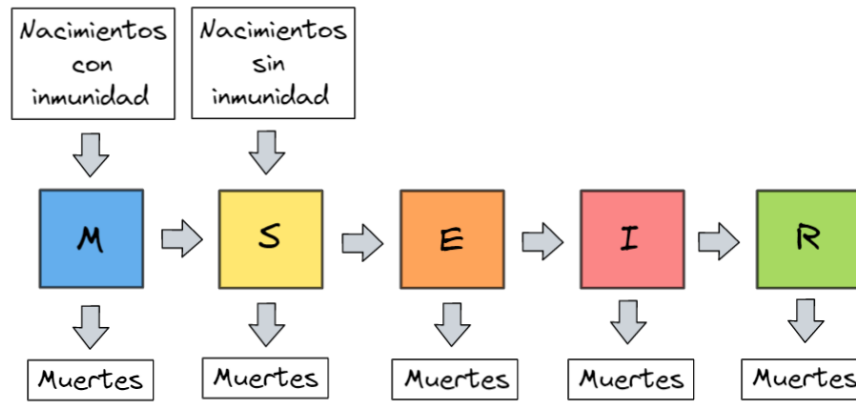 Nacimientos
con
inmunidad
Nacimientos
sin
inmunidad
M
S
E
I
R
Muertes
Muertes
Muertes
Muertes
Muertes